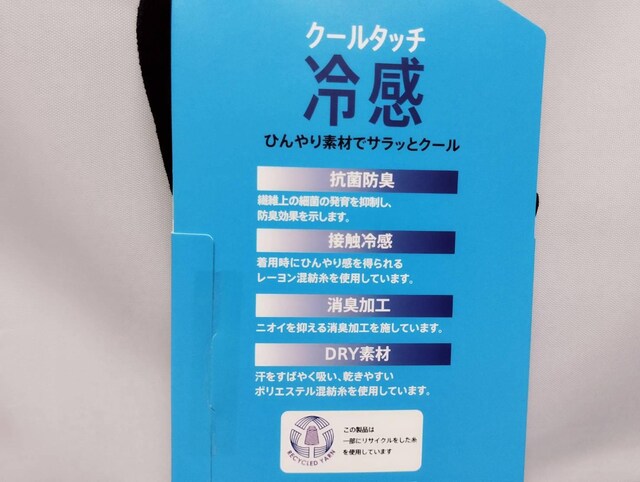 クールタッチ
冷感
ひんやり素材でサラッとクール
抗菌防臭
繊維上の細菌の発育を抑制し、
防臭効果を示します。
接触冷感
着用時にひんやり感を得られる
レーヨン混紡糸を使用しています。
消臭加工
ニオイを抑える消臭加工を施しています。
DRY素材
汗をすばやく吸い、乾きやすい
ポリエステル混紡糸を使用しています。
この製品は
一部にリサイクルをした糸
を使用しています
RECYCLED YARN